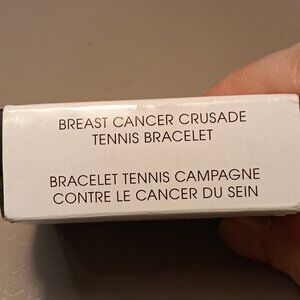 BREAST CANCER CRUSADE
TENNIS BRACELET
BRACELET TENNIS CAMPAGNE
CONTRE LE CANCER DU SEIN